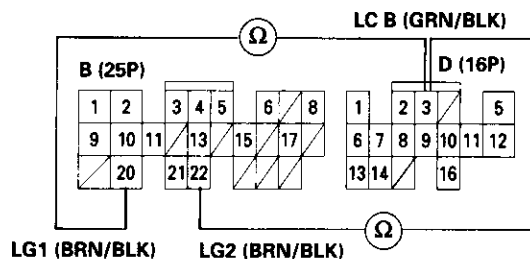 LC B (GRN/BLK)
Ω
B (25P) D (16P)
1 2 3 4 5 6 8 1 2 3 5
9 10 11 13 15 17 6 7 8 9 10 11 12
20 21 22 13 14 16
Ω
LG1 (BRN/BLK) LG2 (BRN/BLK)